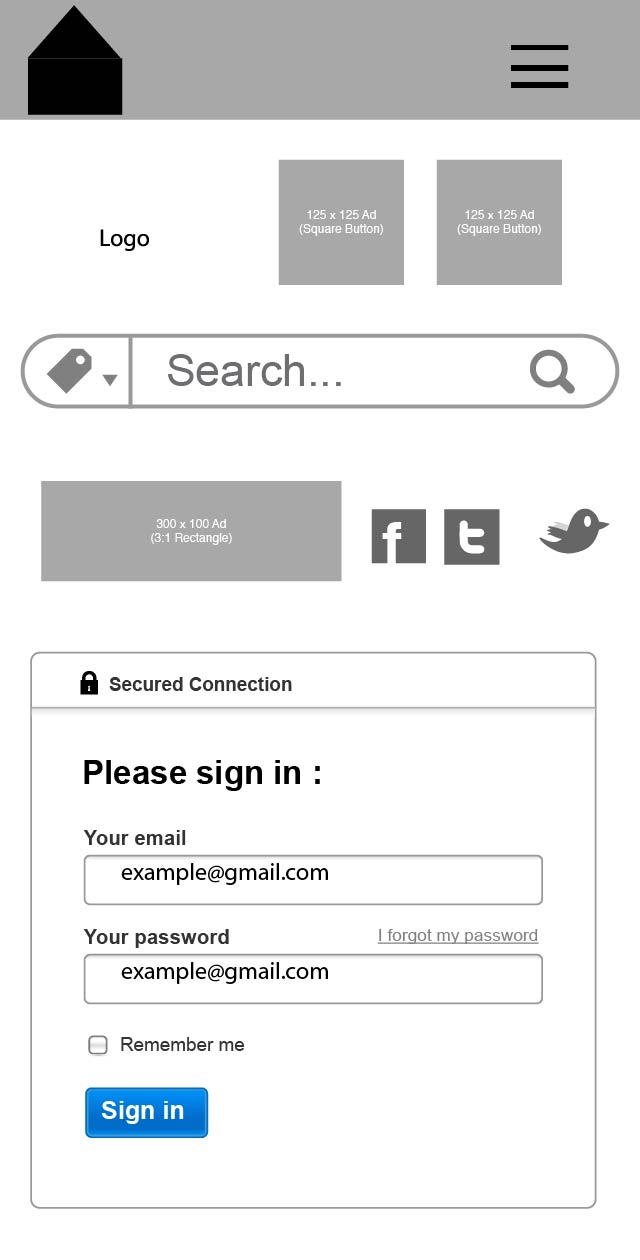 Logo
125 x 125 Ad
(Square Button)
125 x 125 Ad
(Square Button)
Search...
300 x 100 Ad
(3:1 Rectangle)
f
t
Secured Connection
Please sign in :
Your email
example@gmail.com
Your password
I forgot my password
example@gmail.com
Remember me
Sign in